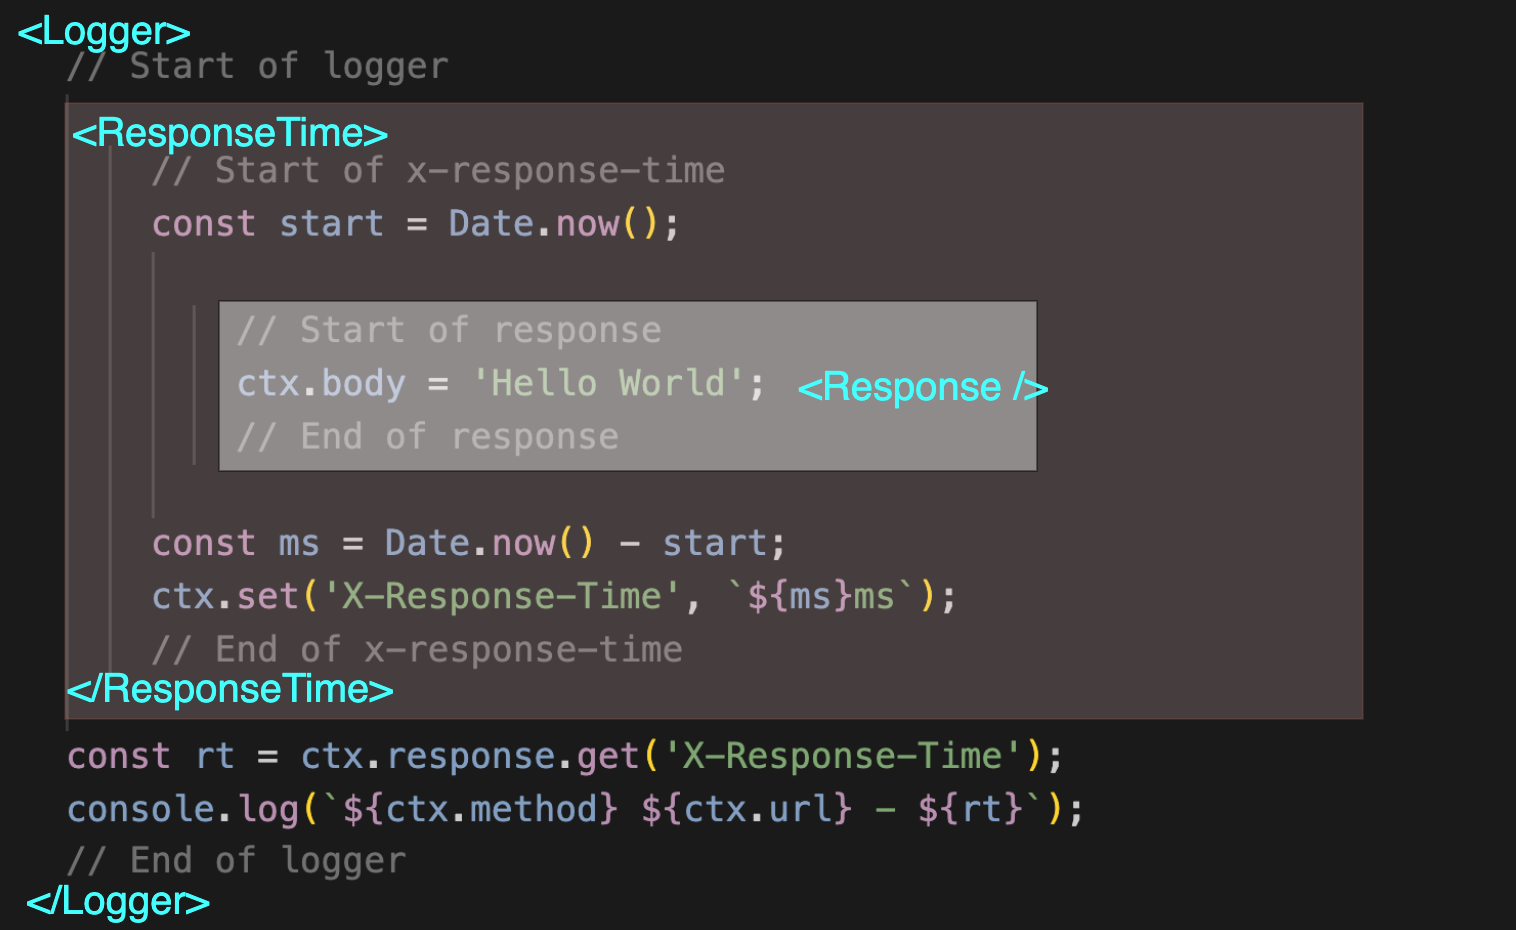 <Logger>
// Start of logger
<ResponseTime>
// Start of x-response-time
const start = Date.now();
// Start of response
ctx.body = 'Hello World'; <Response />
// End of response
const ms = Date.now() - start;
ctx.set('X-Response-Time', `${ms}ms`);
// End of x-response-time
</ResponseTime>
const rt = ctx.response.get('X-Response-Time');
console.log(`${ctx.method} ${ctx.url} - ${rt}`);
// End of logger
</Logger>